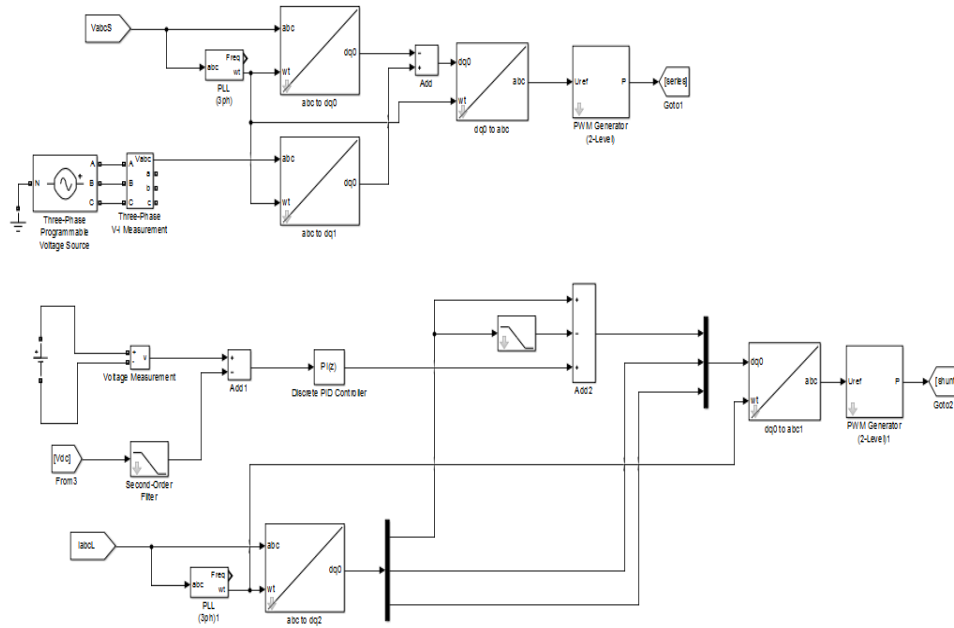 VabcS
abc
dq0
wt
abc to dq0
Freq
abc
wt
PLL
(3ph)
Add
dq0
abc
wt
dq0 to abc
Uref
P
PWM Generator
(2-Level)
[series]
Goto1
N
A
B
C
Three-Phase
Programmable
Voltage Source
Vabc
A
a
B
b
C
c
Three-Phase
V-I Measurement
abc
dq0
wt
abc to dq1
+
-
v
Voltage Measurement
+
−
Add1
PI(z)
Discrete PID Controller
+
−
+
Add2
dq0
abc
wt
dq0 to abc1
Uref
P
PWM Generator
(2-Level)1
[shunt
Goto2
[Vdc]
From3
Second-Order
Filter
IabcL
Freq
abc
wt
PLL
(3ph)1
abc
dq0
wt
abc to dq2